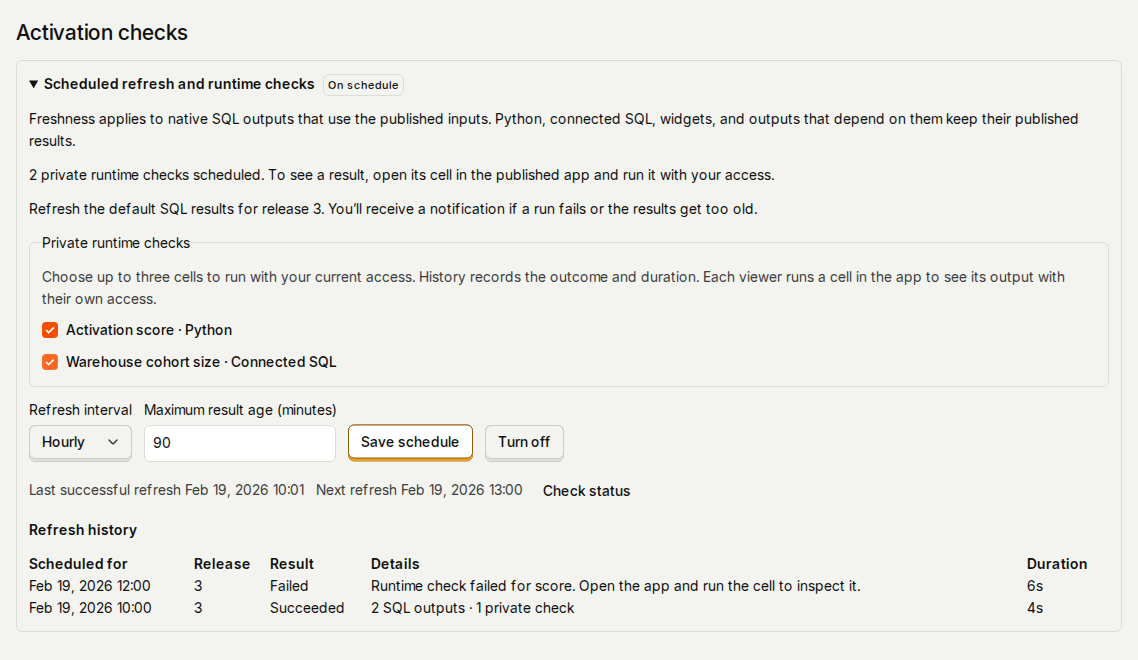 Activation checks
Scheduled refresh and runtime checks On schedule
Freshness applies to native SQL outputs that use the published inputs. Python, connected SQL, widgets, and outputs that depend on them keep their published
results.
2 private runtime checks scheduled. To see a result, open its cell in the published app and run it with your access.
Refresh the default SQL results for release 3. You’ll receive a notification if a run fails or the results get too old.
Private runtime checks
Choose up to three cells to run with your current access. History records the outcome and duration. Each viewer runs a cell in the app to see its output with
their own access.
Activation score · Python
Warehouse cohort size · Connected SQL
Refresh interval Maximum result age (minutes)
Hourly 90 Save schedule Turn off
Last successful refresh Feb 19, 2026 10:01 Next refresh Feb 19, 2026 13:00 Check status
Refresh history
Scheduled for Release Result Details Duration
Feb 19, 2026 12:00 3 Failed Runtime check failed for score. Open the app and run the cell to inspect it. 6s
Feb 19, 2026 10:00 3 Succeeded 2 SQL outputs · 1 private check 4s